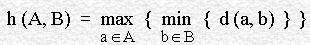 h (A, B) = max { min { d (a, b) } }
a∈A b∈B